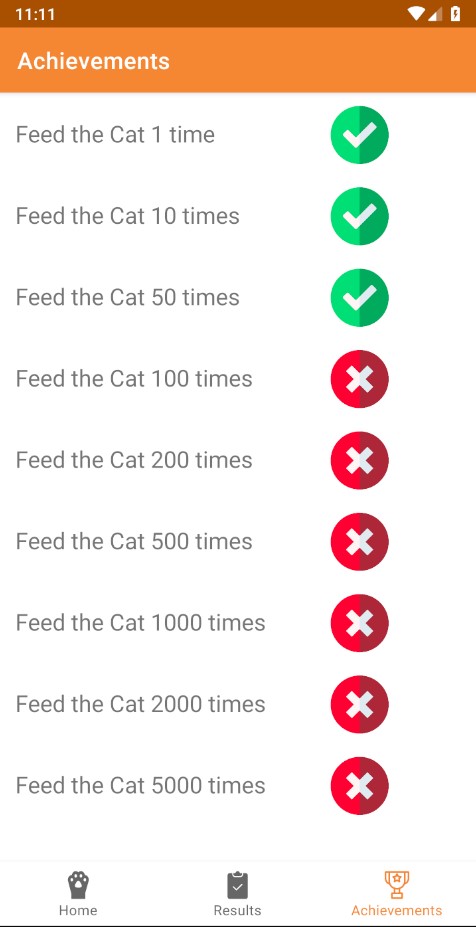 11:11
Achievements
Feed the Cat 1 time
Feed the Cat 10 times
Feed the Cat 50 times
Feed the Cat 100 times
Feed the Cat 200 times
Feed the Cat 500 times
Feed the Cat 1000 times
Feed the Cat 2000 times
Feed the Cat 5000 times
Home Results Achievements